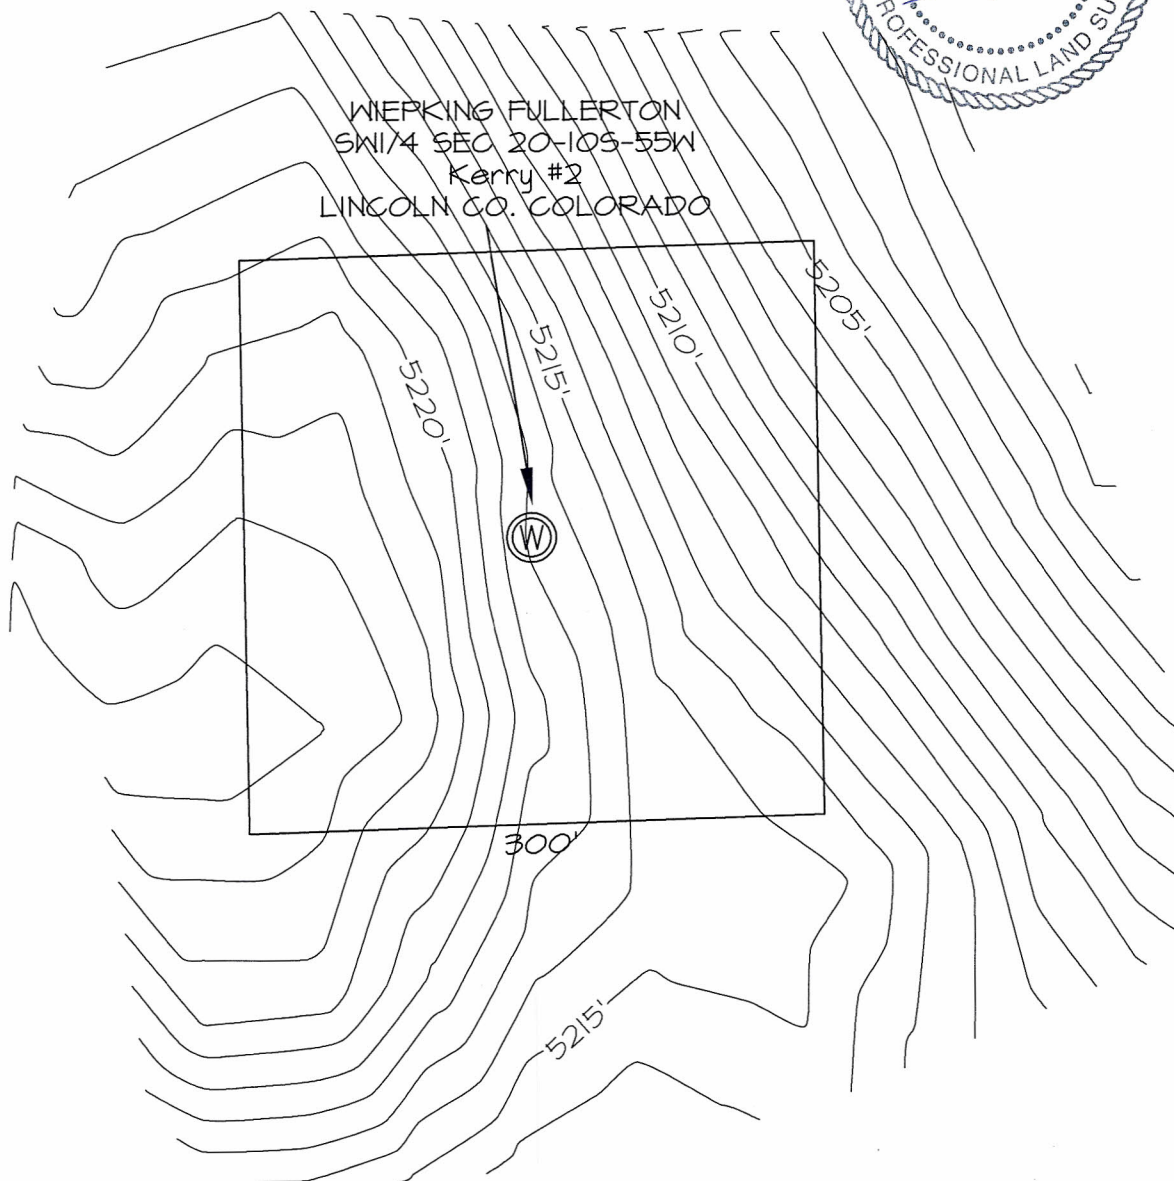 PROFESSIONAL LAND SU
WIEPKING FULLERTON
SW1/4 SEC 20-10S-55W
Kerry #2
LINCOLN CO. COLORADO
5205'
5210'
5215'
5220'
W
300'
5215'